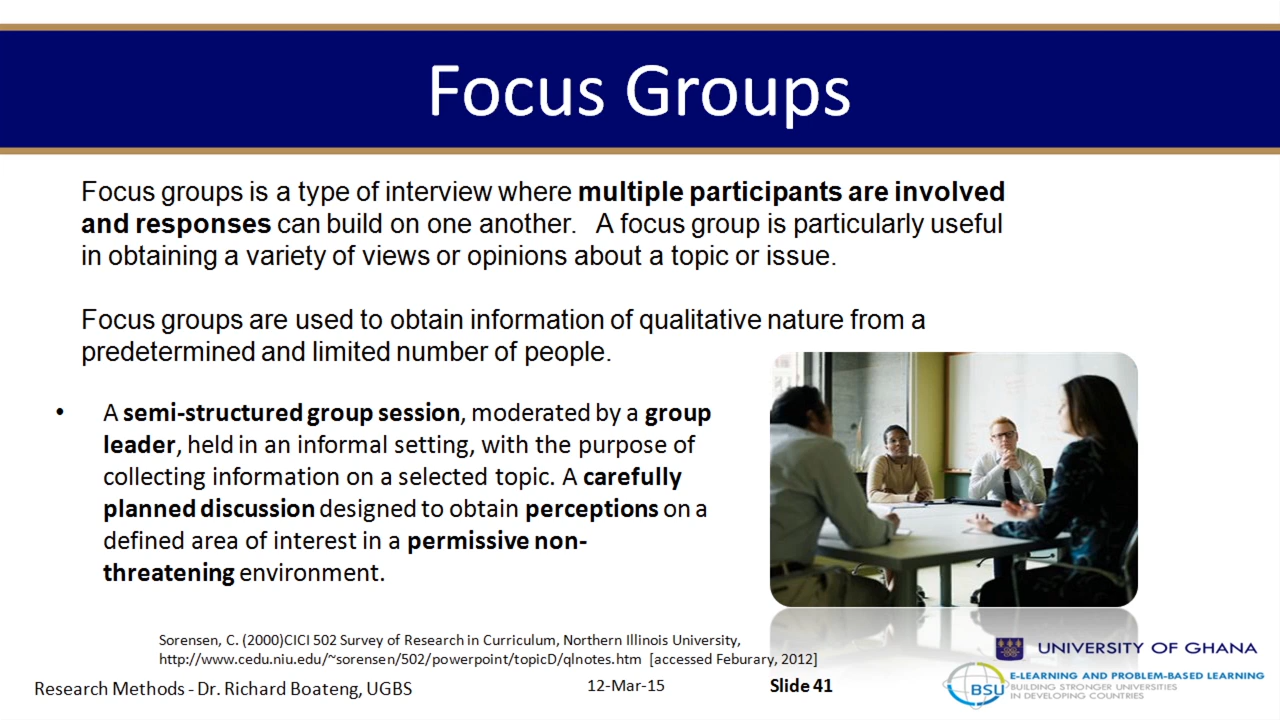 Focus Groups
Focus groups is a type of interview where multiple participants are involved
and responses can build on one another. A focus group is particularly useful
in obtaining a variety of views or opinions about a topic or issue.
Focus groups are used to obtain information of qualitative nature from a
predetermined and limited number of people.
• A semi-structured group session, moderated by a group
leader, held in an informal setting, with the purpose of
collecting information on a selected topic. A carefully
planned discussion designed to obtain perceptions on a
defined area of interest in a permissive non-
threatening environment.
Sorensen, C. (2000)CICI 502 Survey of Research in Curriculum, Northern Illinois University,
http://www.cedu.niu.edu/~sorensen/502/powerpoint/topicD/qlnotes.htm [accessed Feburary, 2012]
Research Methods - Dr. Richard Boateng, UGBS
12-Mar-15
Slide 41
UNIVERSITY OF GHANA
BSU
E-LEARNING AND PROBLEM-BASED LEARNING
BUILDING STRONGER UNIVERSITIES
IN DEVELOPING COUNTRIES